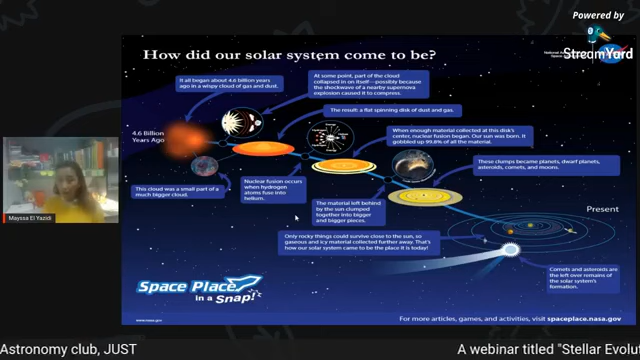 Powered by
StreamYard
How did our solar system come to be?
It all began about 4.6 billion years
ago in a wispy cloud of gas and dust.
At some point, part of the cloud
collapsed in on itself—possibly because
the shockwave of a nearby supernova
explosion caused it to compress.
The result: a flat spinning disk of dust and gas.
4.6 Billion
Years Ago
When enough material collected at this disk's
center, nuclear fusion began. Our sun was born. It
gobbled up 99.8% of all the material.
These clumps became planets, dwarf planets,
asteroids, comets, and moons.
This cloud was a small part of a
much bigger cloud.
Nuclear fusion occurs
when hydrogen
atoms fuse into
helium.
The material left behind
by the sun clumped
together into bigger
and bigger pieces.
Present
Only rocky things could survive close to the sun, so
gaseous and icy material collected further away. That's
how our solar system came to be the place it is today!
Comets and asteroids are
the left over remains of
the solar system's
formation.
Space Place
in a Snap!
www.nasa.gov
For more articles, games, and activities, visit spaceplace.nasa.gov
Mayssa El Yazidi
Astronomy club, JUST
A webinar titled "Stellar Evolut